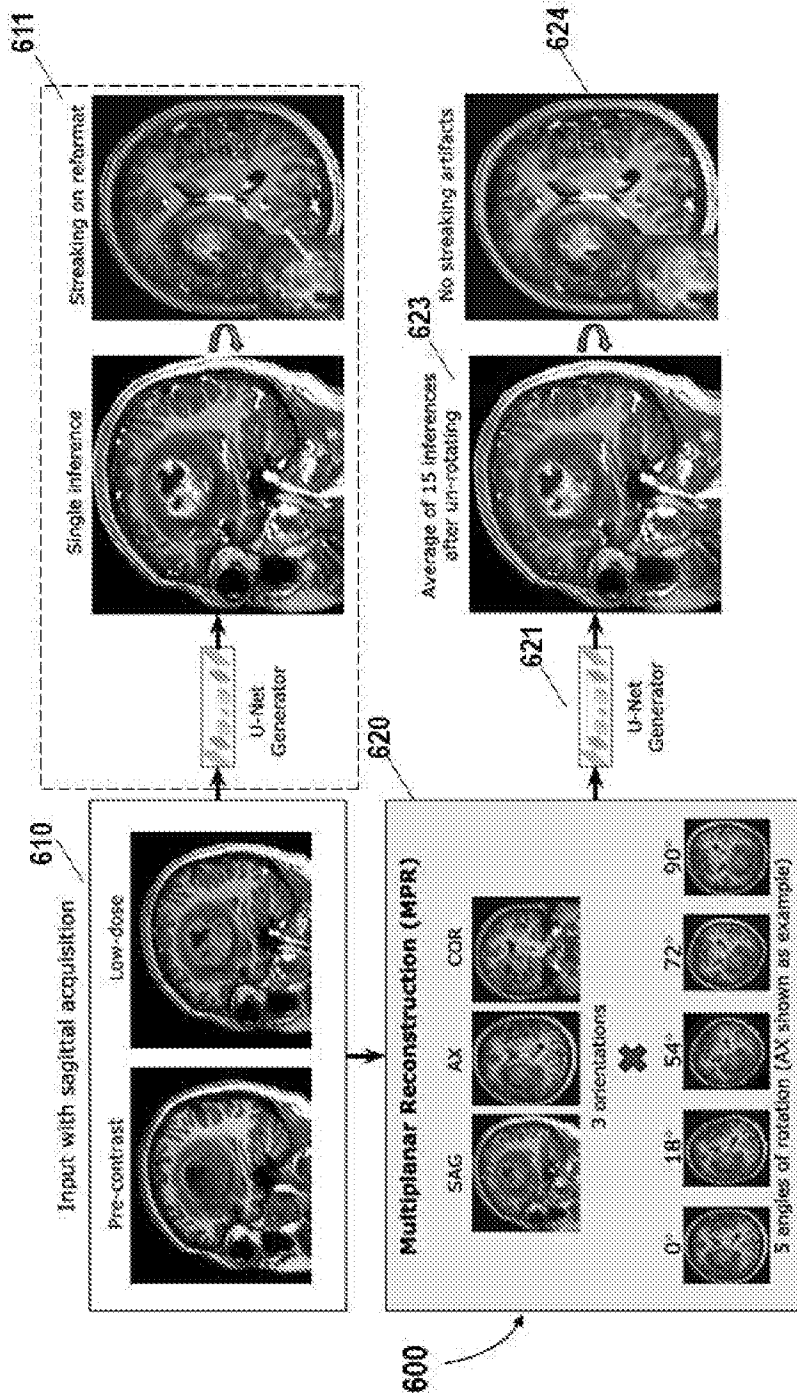 610
Input with sagittal acquisition
Pre-contrast
Low-dose
U-Net
Generator
Single inference
Streaking on reformat
611
600
620
Multiplanar Reconstruction (MPR)
SAG
AX
COR
3 orientations
0°
18°
54°
72°
90°
5 angles of rotation (AX shown as example)
621
U-Net
Generator
Average of 15 inferences
after un-rotating
623
No streaking artifacts
624